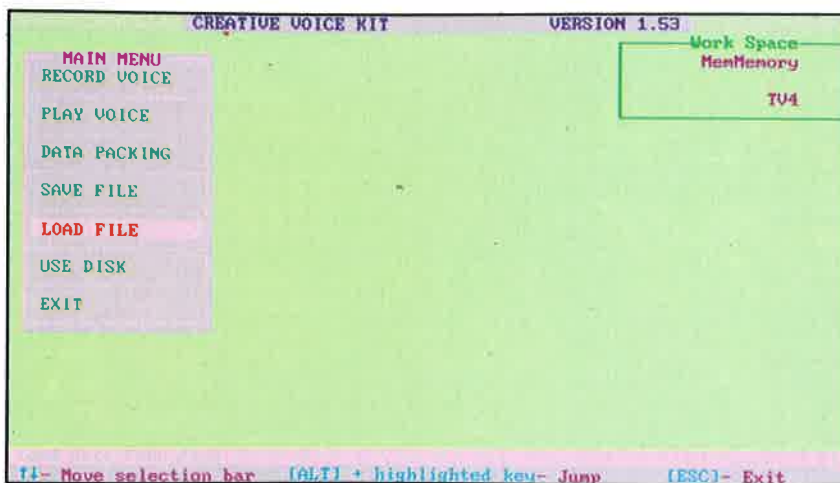 CREATIVE VOICE KIT VERSION 1.53
Work Space
MemMemory
TV4
MAIN MENU
RECORD VOICE
PLAY VOICE
DATA PACKING
SAVE FILE
LOAD FILE
USE DISK
EXIT
↑↓- Move selection bar [ALT] + highlighted key- Jump [ESC]- Exit